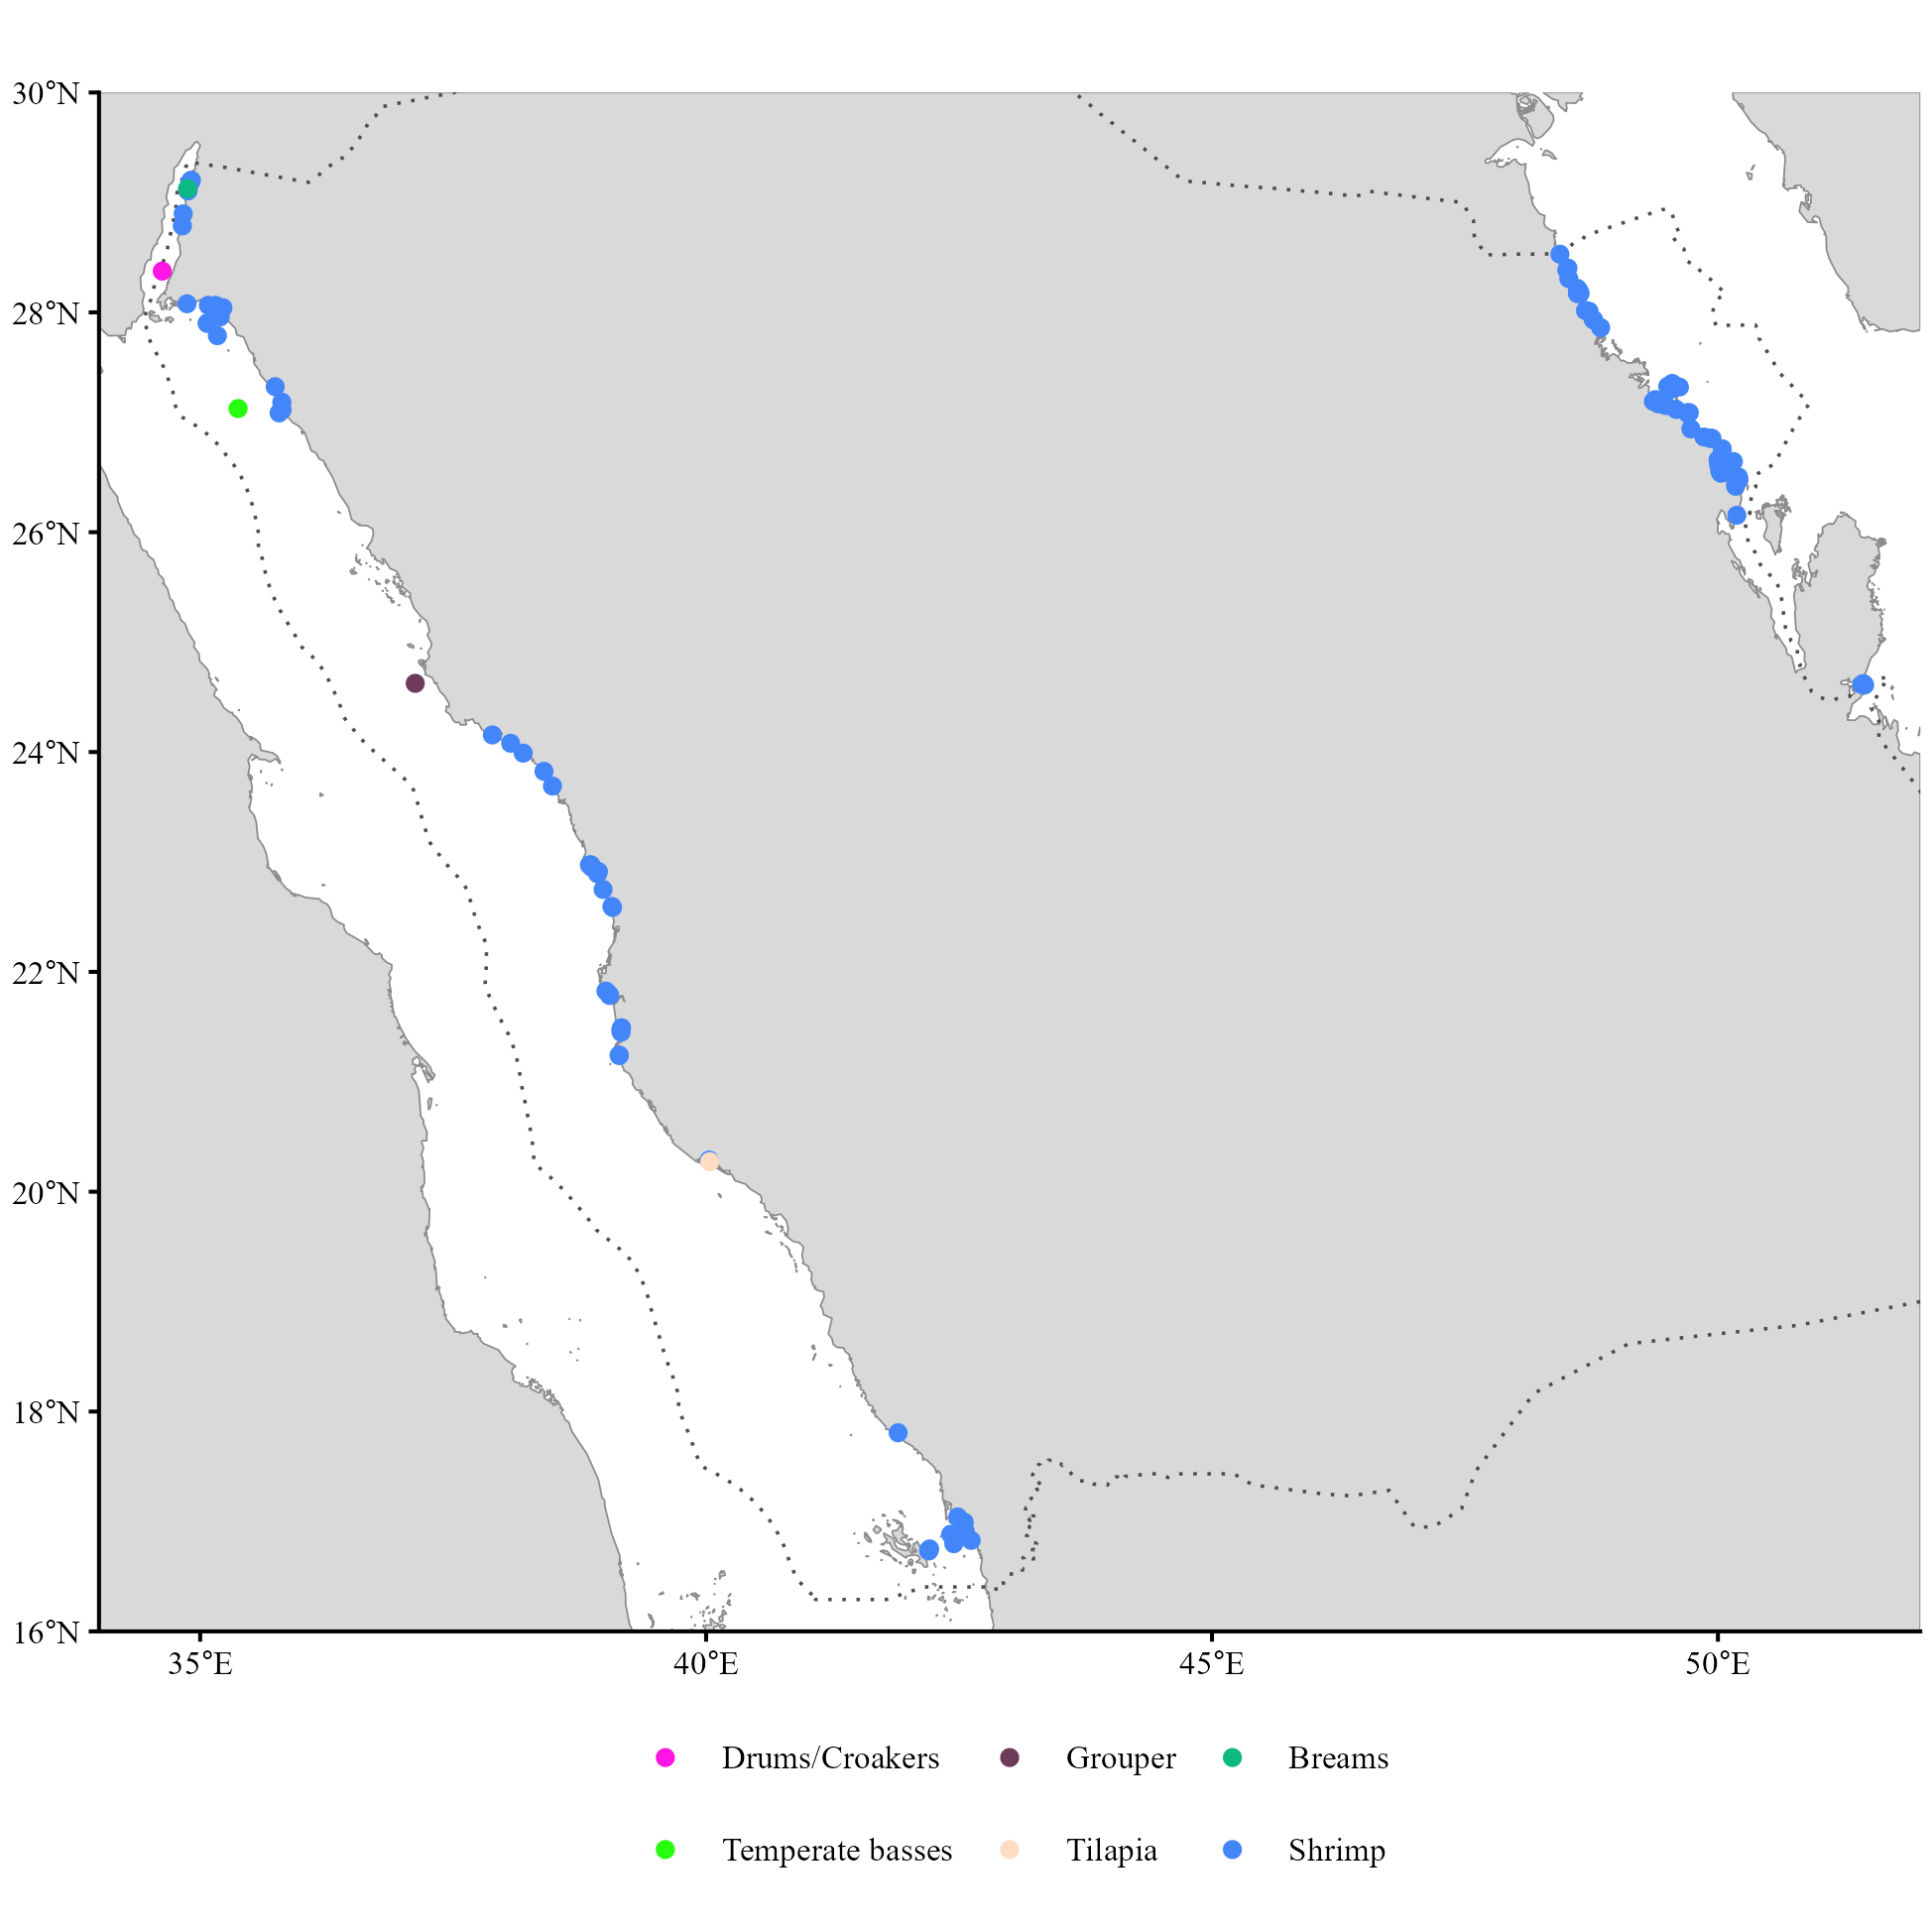 30°N
28°N
26°N
24°N
22°N
20°N
18°N
16°N
35°E 40°E 45°E 50°E
Drums/Croakers Grouper Breams
Temperate basses Tilapia Shrimp